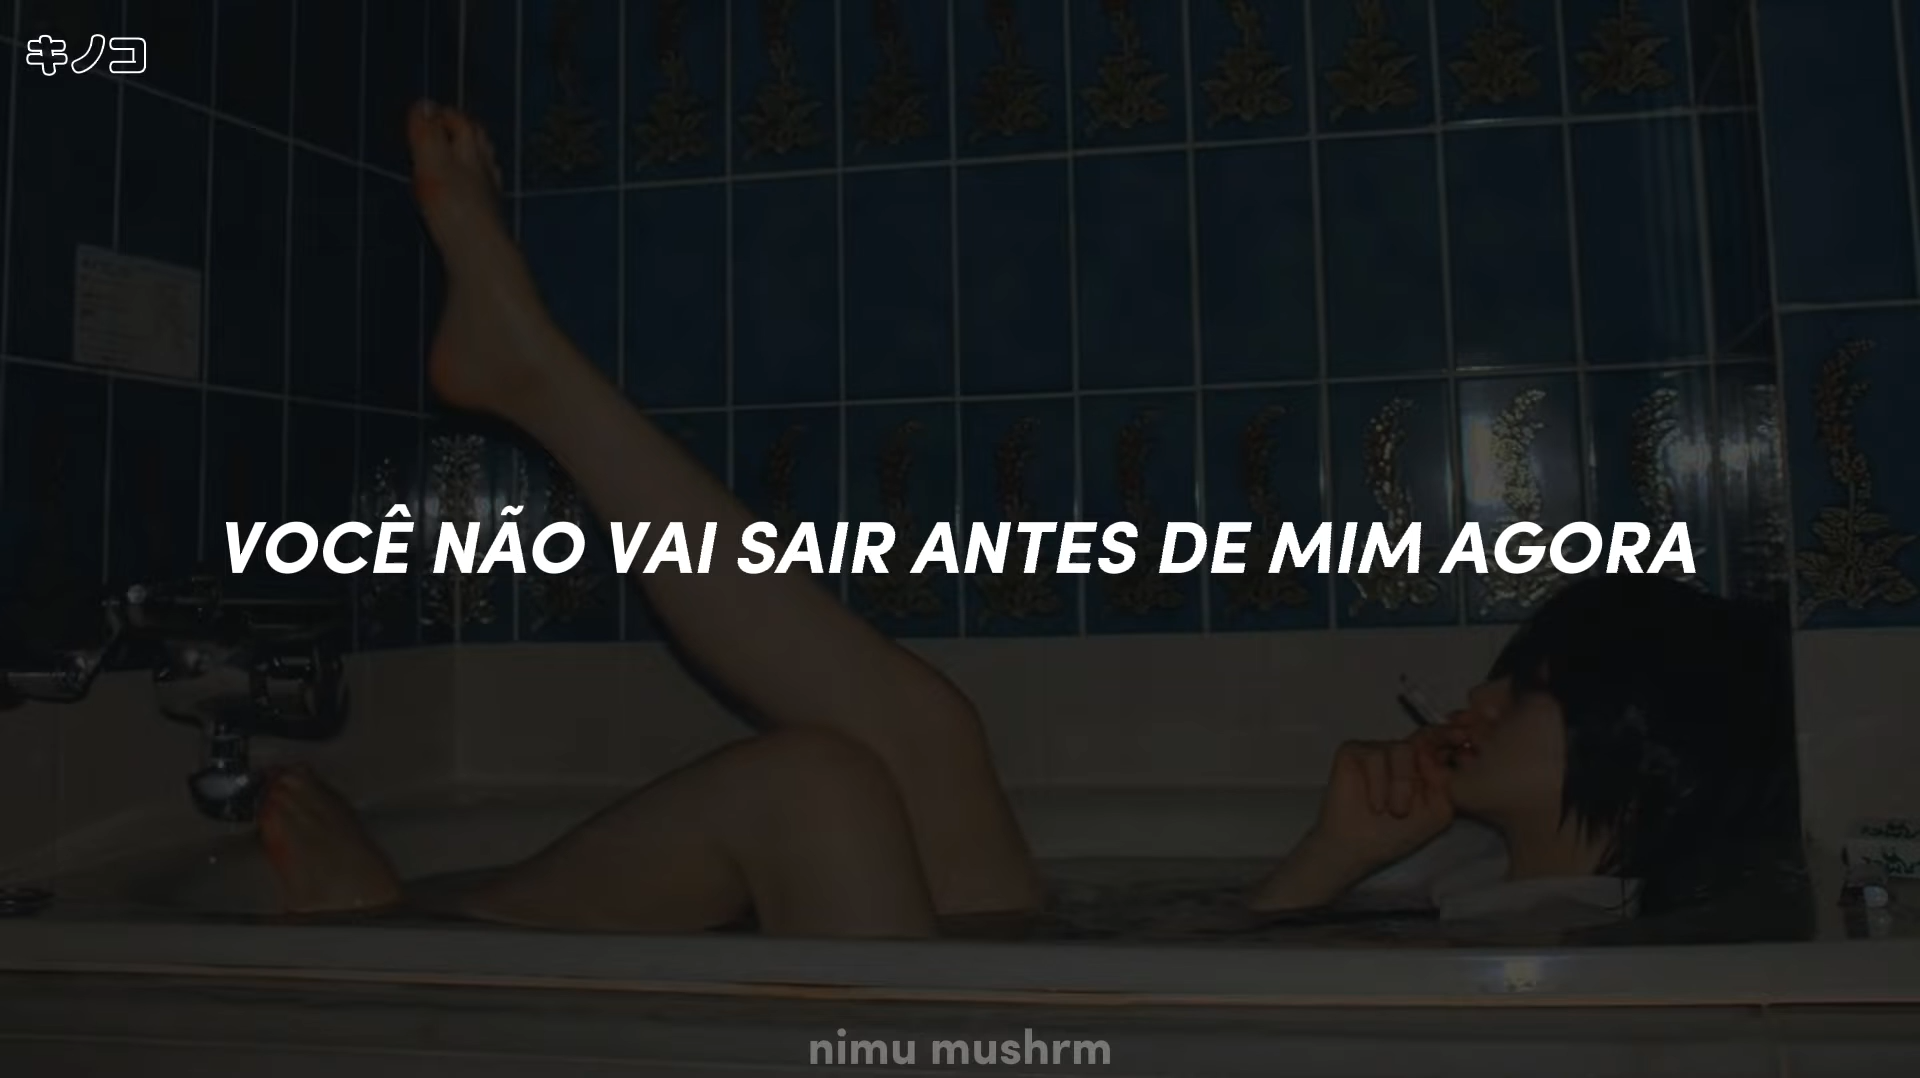 キノコ
VOCÊ NÃO VAI SAIR ANTES DE MIM AGORA
nimu mushrm